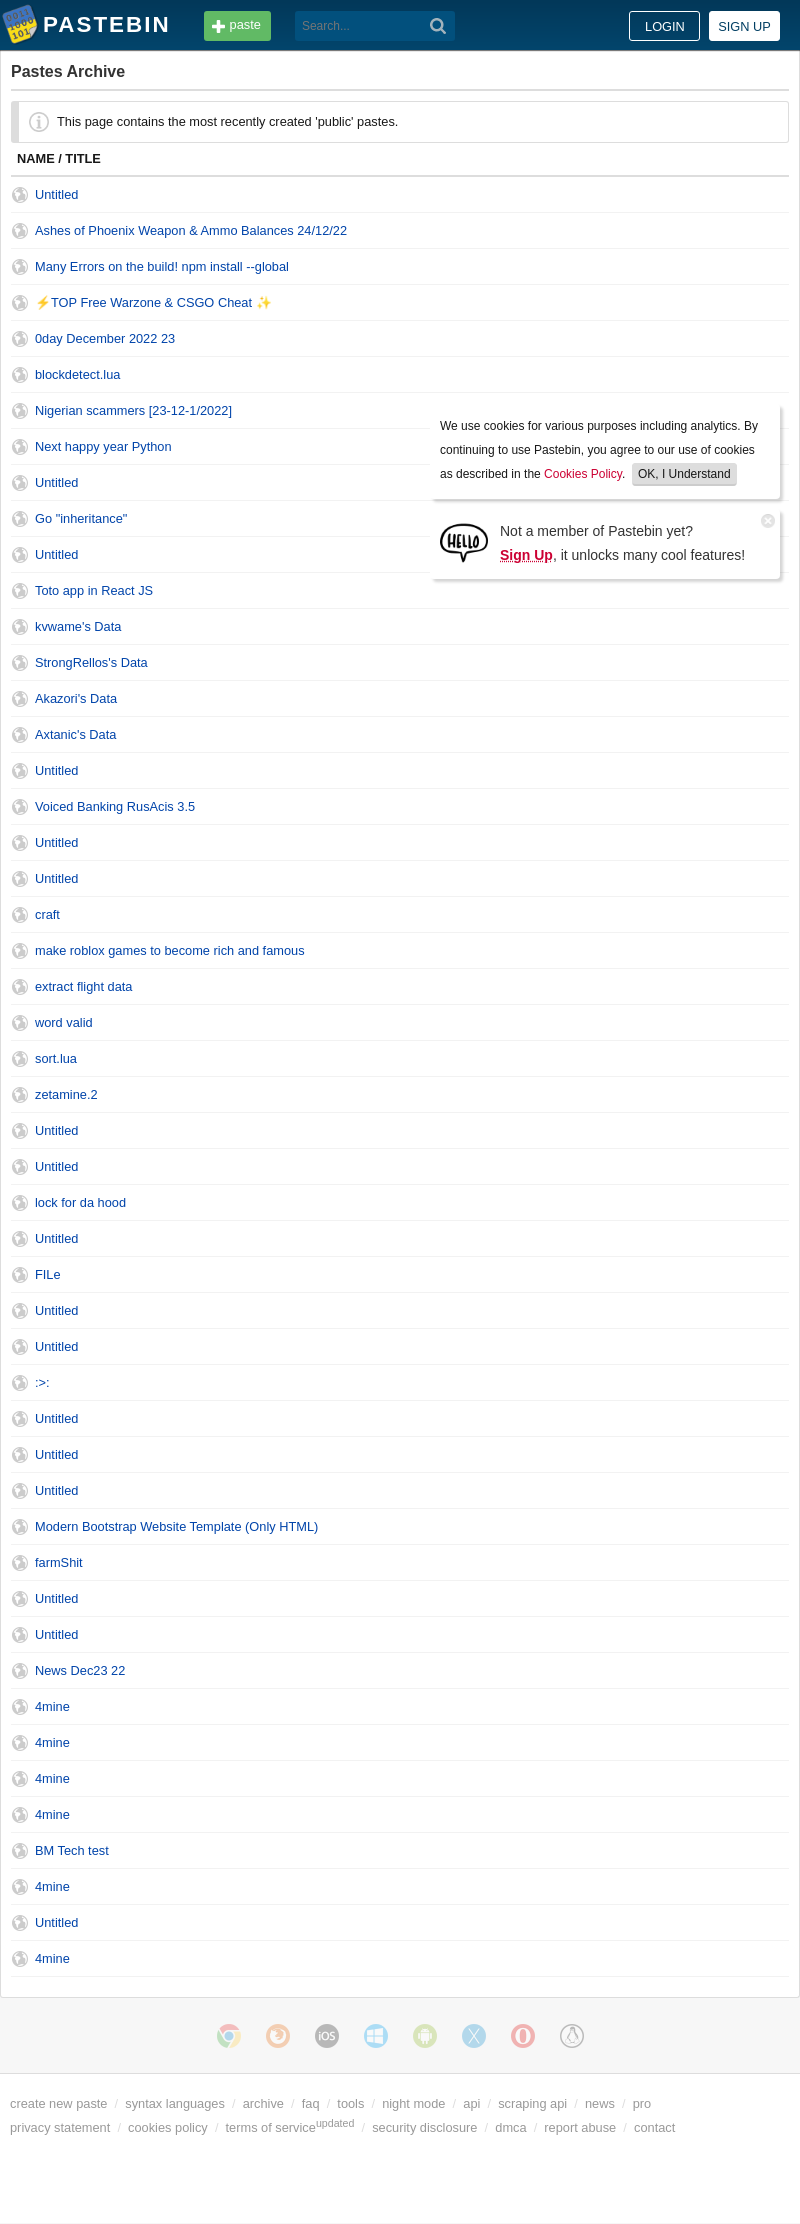 PASTEBIN
paste
Search...
LOGIN
SIGN UP
Pastes Archive
This page contains the most recently created 'public' pastes.
NAME / TITLE
Untitled
Ashes of Phoenix Weapon & Ammo Balances 24/12/22
Many Errors on the build! npm install --global
⚡TOP Free Warzone & CSGO Cheat ✨
0day December 2022 23
blockdetect.lua
Nigerian scammers [23-12-1/2022]
Next happy year Python
Untitled
Go "inheritance"
Untitled
We use cookies for various purposes including analytics. By
continuing to use Pastebin, you agree to our use of cookies
as described in the Cookies Policy. OK, I Understand
HELLO
Not a member of Pastebin yet?
Sign Up, it unlocks many cool features!
Toto app in React JS
kvwame's Data
StrongRellos's Data
Akazori's Data
Axtanic's Data
Untitled
Voiced Banking RusAcis 3.5
Untitled
Untitled
craft
make roblox games to become rich and famous
extract flight data
word valid
sort.lua
zetamine.2
Untitled
Untitled
lock for da hood
Untitled
FILe
Untitled
Untitled
:>:
Untitled
Untitled
Untitled
Modern Bootstrap Website Template (Only HTML)
farmShit
Untitled
Untitled
News Dec23 22
4mine
4mine
4mine
4mine
BM Tech test
4mine
Untitled
4mine
iOS
create new paste / syntax languages / archive / faq / tools / night mode / api / scraping api / news / pro
privacy statement / cookies policy / terms of serviceupdated / security disclosure / dmca / report abuse / contact